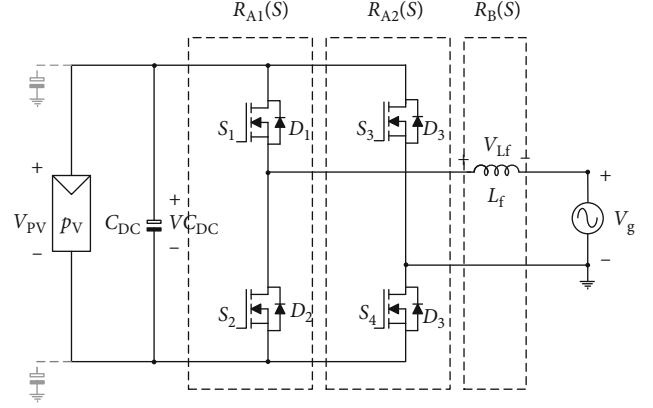 R_A1(S) R_A2(S) R_B(S)
S_1 D_1 S_3 D_3
+ V_Lf -
L_f
+ + +
V_PV p_V C_DC VC_DC V_g
- - -
S_2 D_2 S_4 D_3